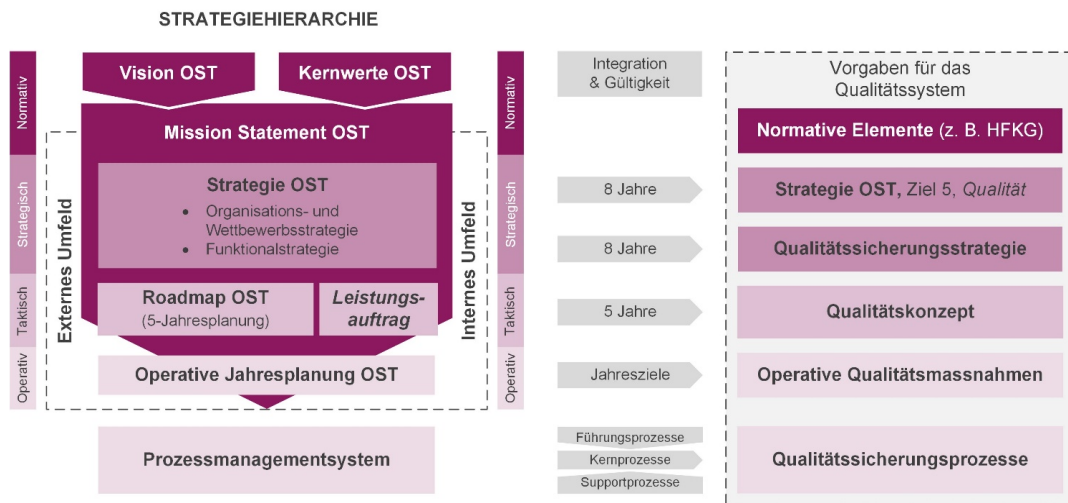 STRATEGIEHIERARCHIE
Normativ
Strategisch
Taktisch
Operativ
Externes Umfeld
Vision OST
Kernwerte OST
Mission Statement OST
Strategie OST
• Organisations- und
Wettbewerbsstrategie
• Funktionalstrategie
Roadmap OST
(5-Jahresplanung)
Leistungs-
auftrag
Operative Jahresplanung OST
Prozessmanagementsystem
Internes Umfeld
Normativ
Strategisch
Taktisch
Operativ
Integration
& Gültigkeit
8 Jahre
8 Jahre
5 Jahre
Jahresziele
Führungsprozesse
Kernprozesse
Supportprozesse
Vorgaben für das
Qualitätssystem
Normative Elemente (z. B. HFKG)
Strategie OST, Ziel 5, Qualität
Qualitätssicherungsstrategie
Qualitätskonzept
Operative Qualitätsmassnahmen
Qualitätssicherungsprozesse